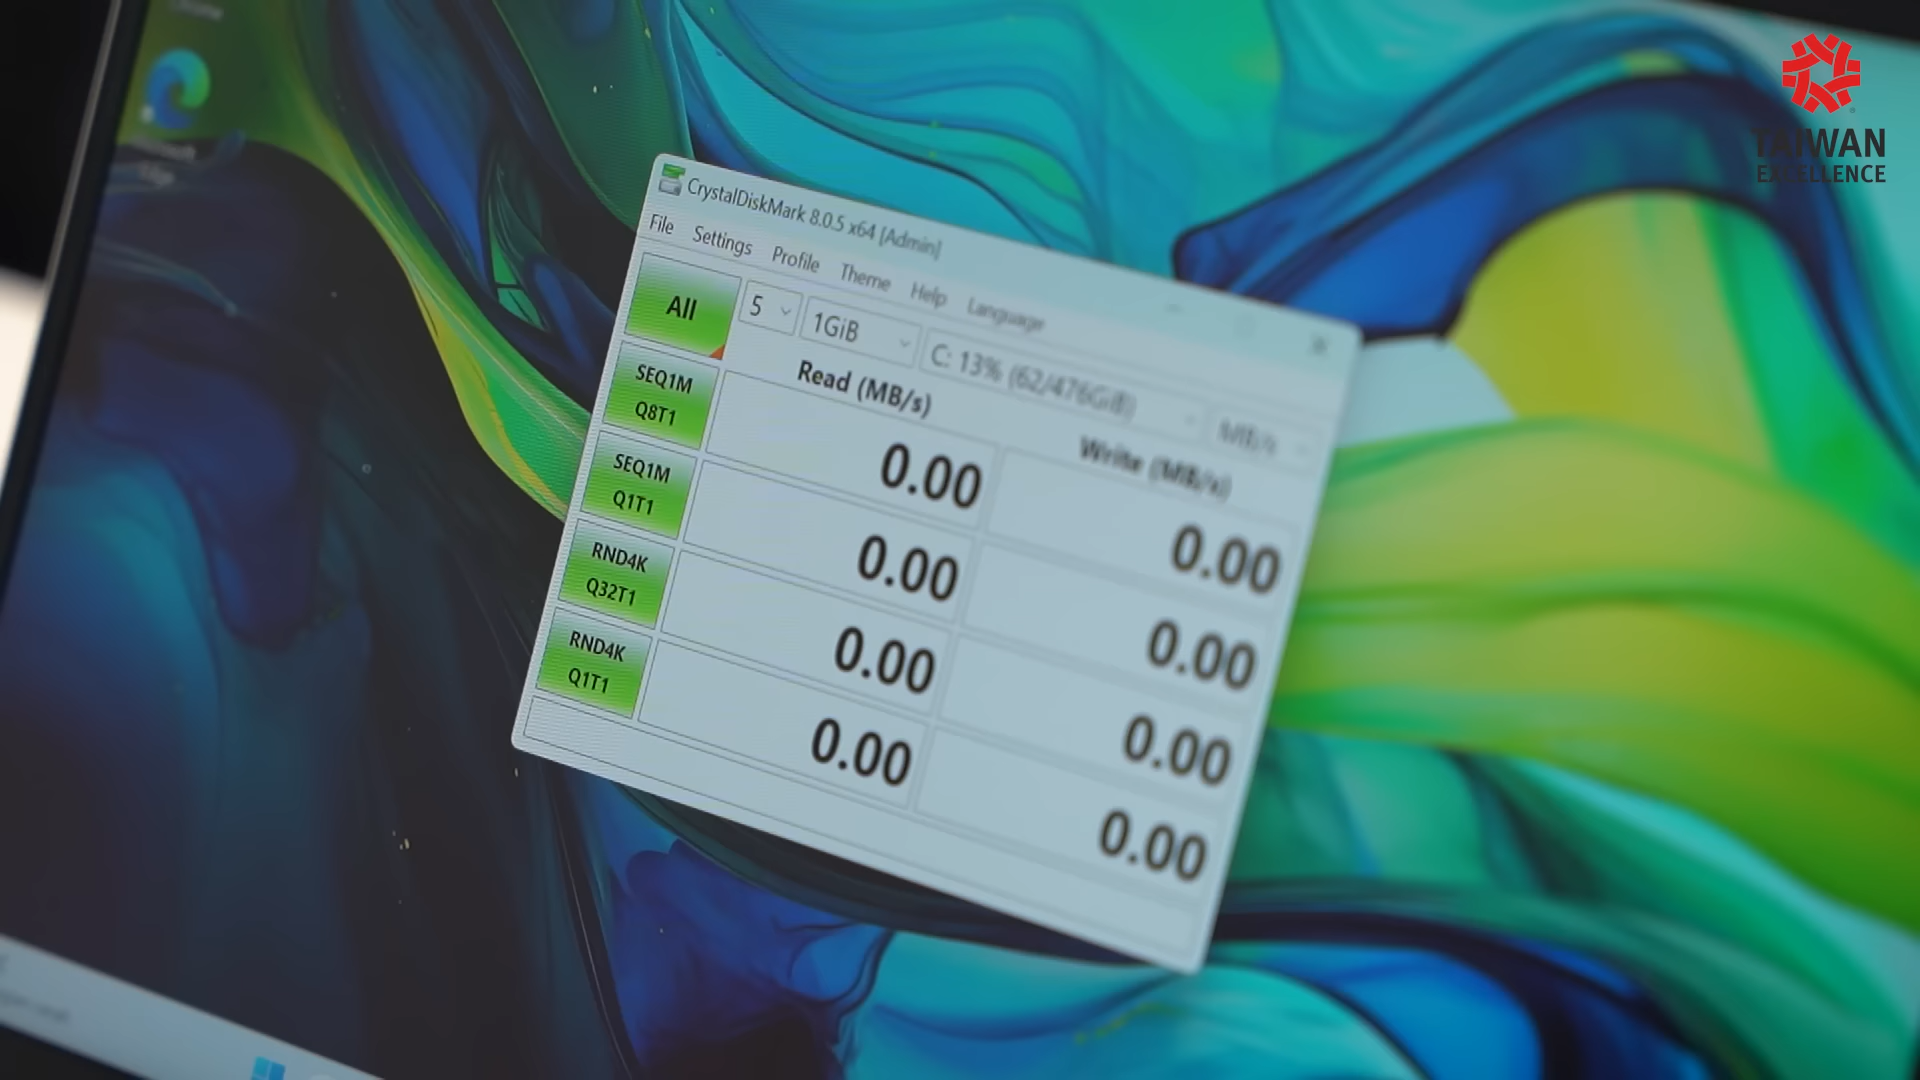 Chrome
TAIWAN
EXCELLENCE
CrystalDiskMark 8.0.5 x64 [Admin]
File Settings Profile Theme Help Language
All 5 1GiB C: 13% (62/476GiB) MB/s
Read (MB/s) Write (MB/s)
SEQ1M
Q8T1
0.00 0.00
SEQ1M
Q1T1
0.00 0.00
RND4K
Q32T1
0.00 0.00
RND4K
Q1T1
0.00 0.00